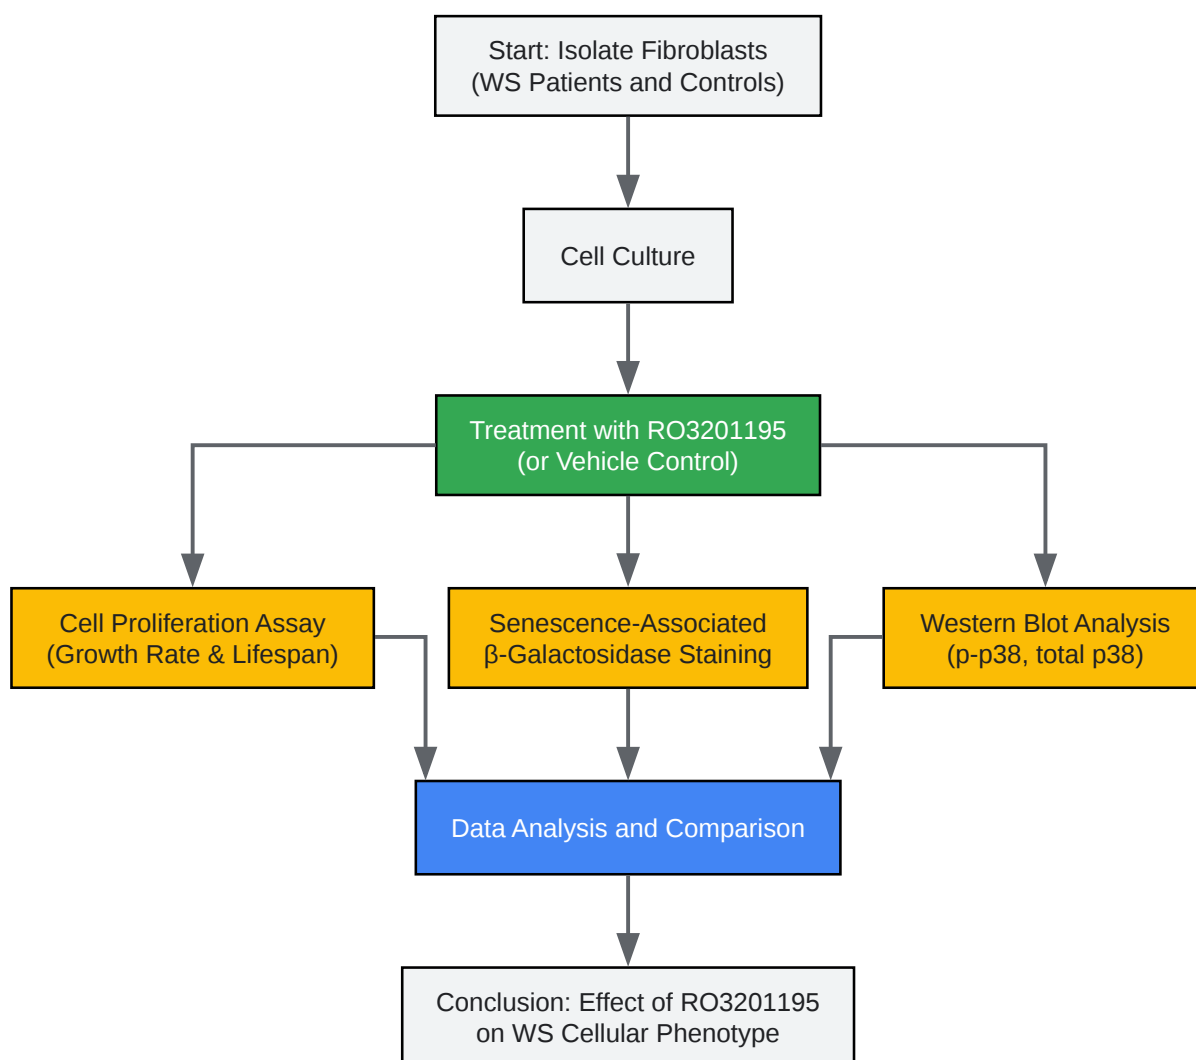 Start: Isolate Fibroblasts
(WS Patients and Controls)
Cell Culture
Treatment with RO3201195
(or Vehicle Control)
Cell Proliferation Assay
(Growth Rate & Lifespan)
Senescence-Associated
β-Galactosidase Staining
Western Blot Analysis
(p-p38, total p38)
Data Analysis and Comparison
Conclusion: Effect of RO3201195
on WS Cellular Phenotype